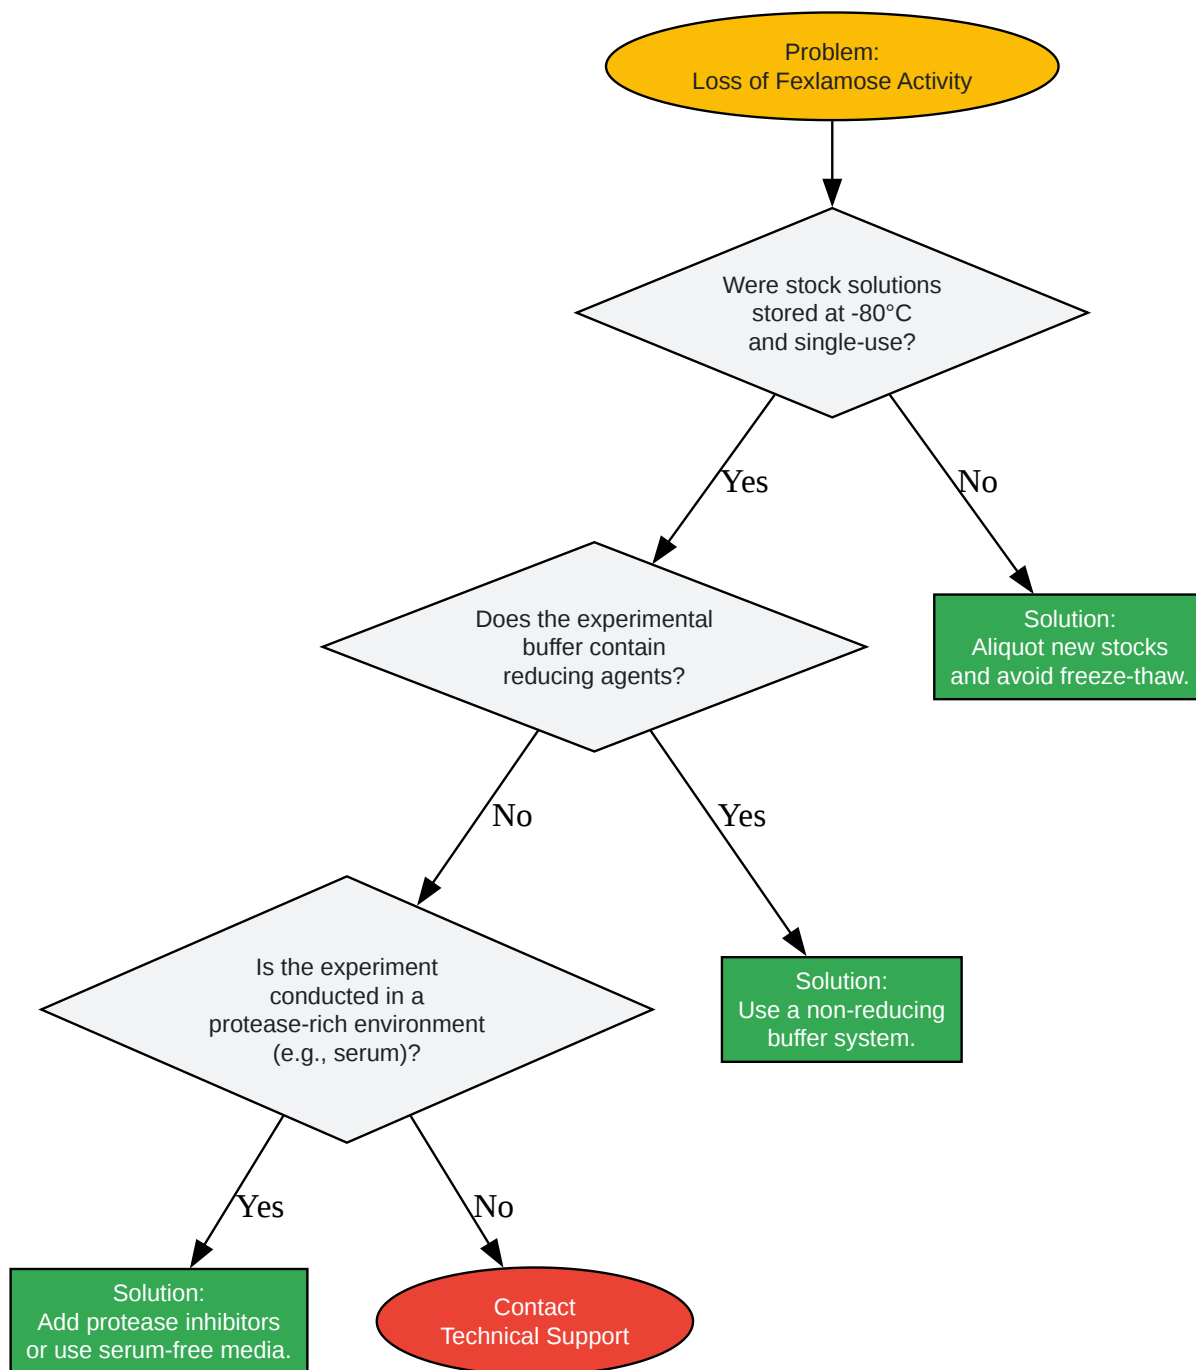 Problem:
Loss of Fexlamose Activity
Were stock solutions
stored at -80°C
and single-use?
Yes
No
Does the experimental
buffer contain
reducing agents?
Solution:
Aliquot new stocks
and avoid freeze-thaw.
No
Yes
Is the experiment
conducted in a
protease-rich environment
(e.g., serum)?
Solution:
Use a non-reducing
buffer system.
Yes
No
Solution:
Add protease inhibitors
or use serum-free media.
Contact
Technical Support